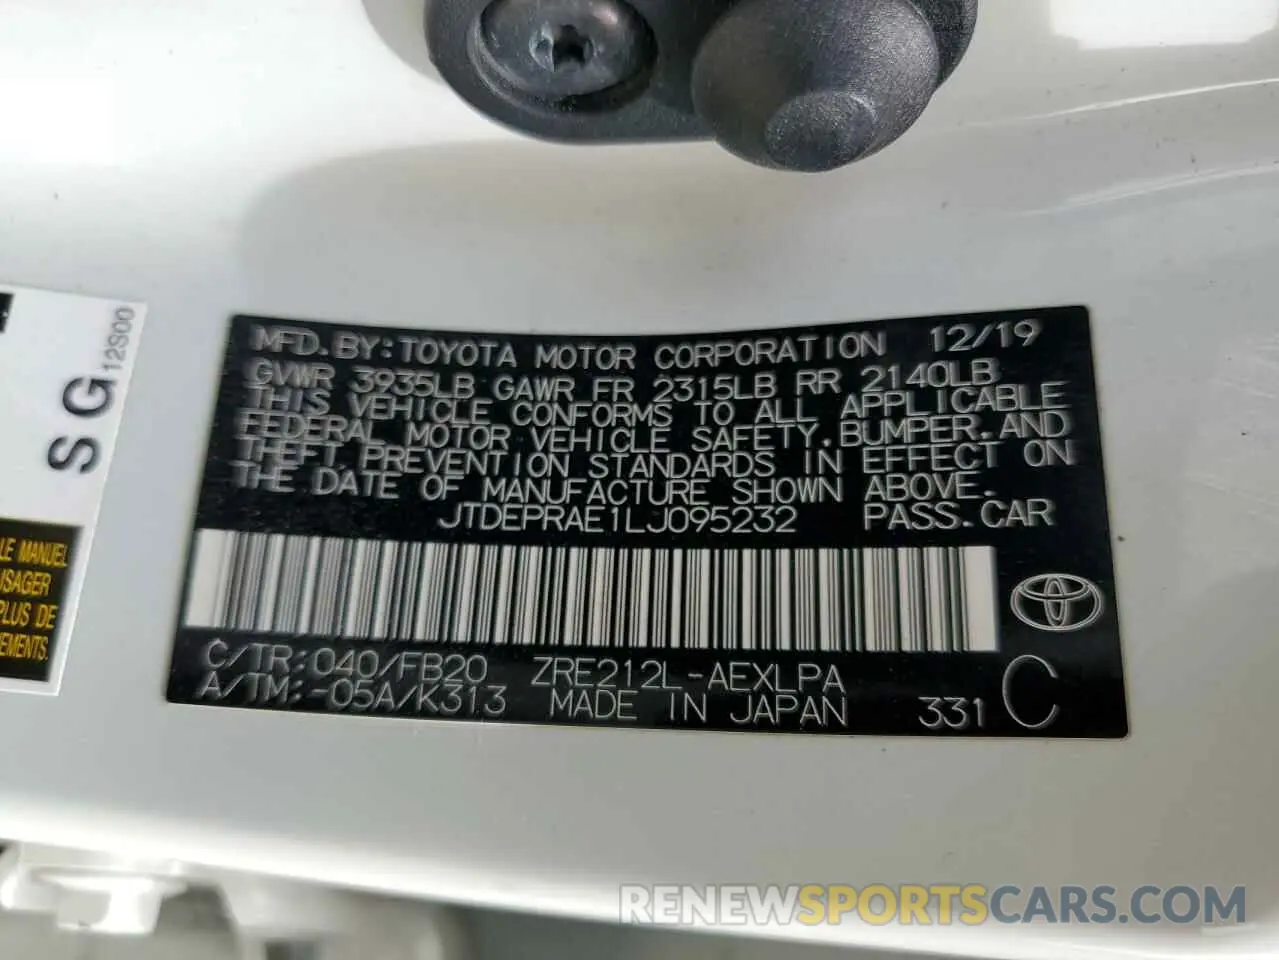 MFD.BY:TOYOTA MOTOR CORPORATION 12/19
GVWR 3935LB GAWR FR 2315LB RR 2140LB
THIS VEHICLE CONFORMS TO ALL APPLICABLE
FEDERAL MOTOR VEHICLE SAFETY,BUMPER,AND
THEFT PREVENTION STANDARDS IN EFFECT ON
THE DATE OF MANUFACTURE SHOWN ABOVE.
JTDEPRAE1LJ095232 PASS.CAR
C/TR:040/FB20 ZRE212L-AEXLPA
A/TM:-05A/K313 MADE IN JAPAN 331 C
SG
12S00
LE MANUEL
PLUS DE
RENEWSPORTSCARS.COM